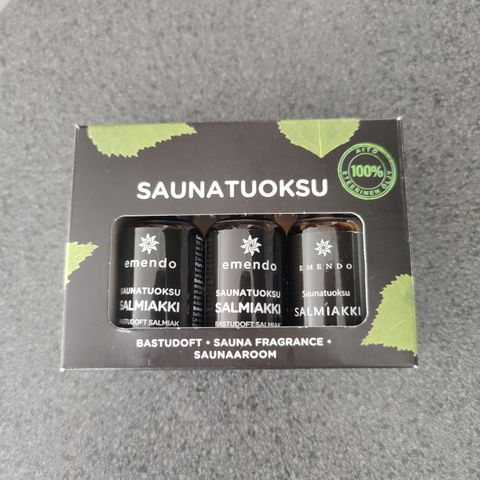 SAUNATUOKSU
AITO
100%
ETEERINEN ÖLJY
emendo
SAUNATUOKSU
SALMIAKKI
BASTUDOFT SALMIAK
emendo
SAUNATUOKSU
SALMIAKKI
BASTUDOFT SALMIAK
EMENDO
Saunatuoksu
SALMIAKKI
BASTUDOFT • SAUNA FRAGRANCE •
SAUNAAROOM